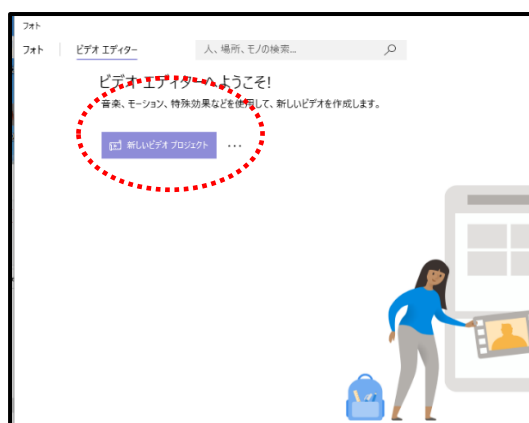 フォト
フォト ビデオ エディター 人、場所、モノの検索...
ビデオ エディターへようこそ!
音楽、モーション、特殊効果などを使用して、新しいビデオを作成します。
新しいビデオ プロジェクト ...